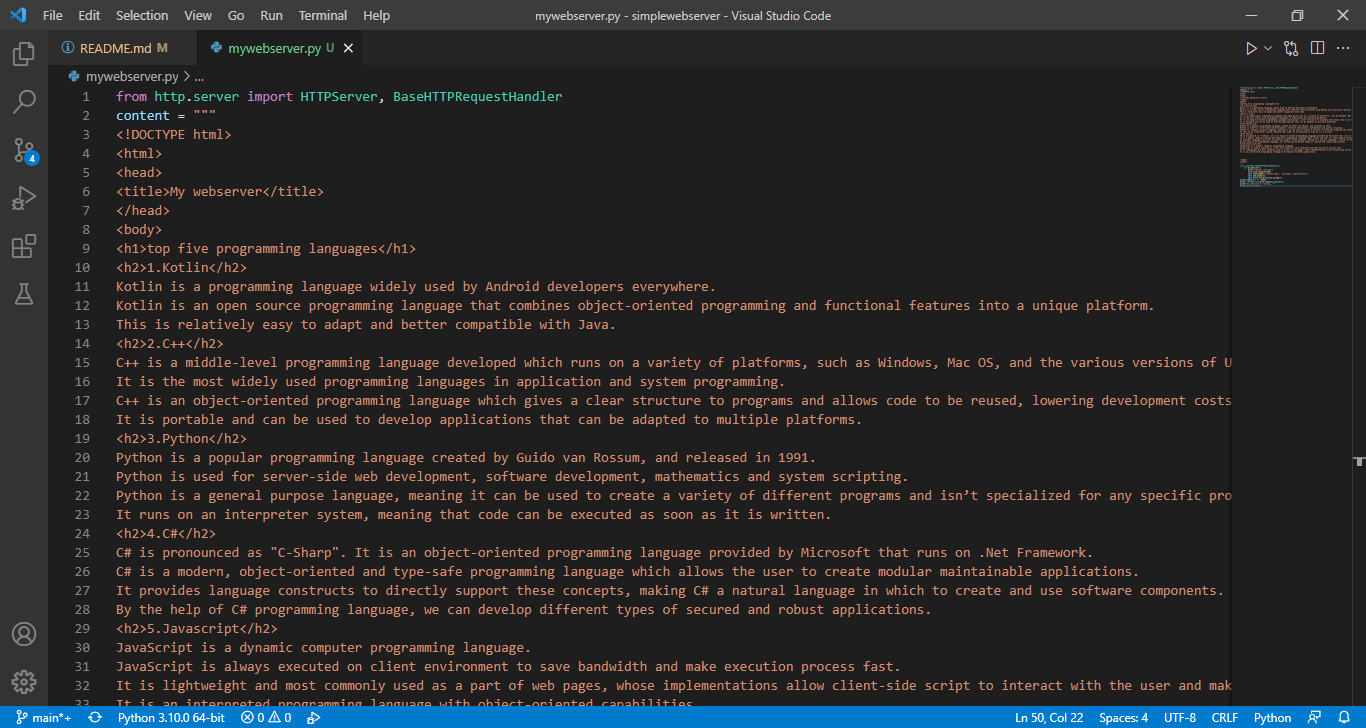 File Edit Selection View Go Run Terminal Help mywebserver.py - simplewebserver - Visual Studio Code
README.md M mywebserver.py U
mywebserver.py > ...
1 from http.server import HTTPServer, BaseHTTPRequestHandler
2 content = """
3 <!DOCTYPE html>
4 <html>
5 <head>
6 <title>My webserver</title>
7 </head>
8 <body>
9 <h1>top five programming languages</h1>
10 <h2>1.Kotlin</h2>
11 Kotlin is a programming language widely used by Android developers everywhere.
12 Kotlin is an open source programming language that combines object-oriented programming and functional features into a unique platform.
13 This is relatively easy to adapt and better compatible with Java.
14 <h2>2.C++</h2>
15 C++ is a middle-level programming language developed which runs on a variety of platforms, such as Windows, Mac OS, and the various versions of U
16 It is the most widely used programming languages in application and system programming.
17 C++ is an object-oriented programming language which gives a clear structure to programs and allows code to be reused, lowering development costs
18 It is portable and can be used to develop applications that can be adapted to multiple platforms.
19 <h2>3.Python</h2>
20 Python is a popular programming language created by Guido van Rossum, and released in 1991.
21 Python is used for server-side web development, software development, mathematics and system scripting.
22 Python is a general purpose language, meaning it can be used to create a variety of different programs and isn’t specialized for any specific pro
23 It runs on an interpreter system, meaning that code can be executed as soon as it is written.
24 <h2>4.C#</h2>
25 C# is pronounced as "C-Sharp". It is an object-oriented programming language provided by Microsoft that runs on .Net Framework.
26 C# is a modern, object-oriented and type-safe programming language which allows the user to create modular maintainable applications.
27 It provides language constructs to directly support these concepts, making C# a natural language in which to create and use software components.
28 By the help of C# programming language, we can develop different types of secured and robust applications.
29 <h2>5.Javascript</h2>
30 JavaScript is a dynamic computer programming language.
31 JavaScript is always executed on client environment to save bandwidth and make execution process fast.
32 It is lightweight and most commonly used as a part of web pages, whose implementations allow client-side script to interact with the user and mak
33 It is an interpreted programming language with object-oriented capabilities
4
main*+ Python 3.10.0 64-bit 0 0 Ln 50, Col 22 Spaces: 4 UTF-8 CRLF Python